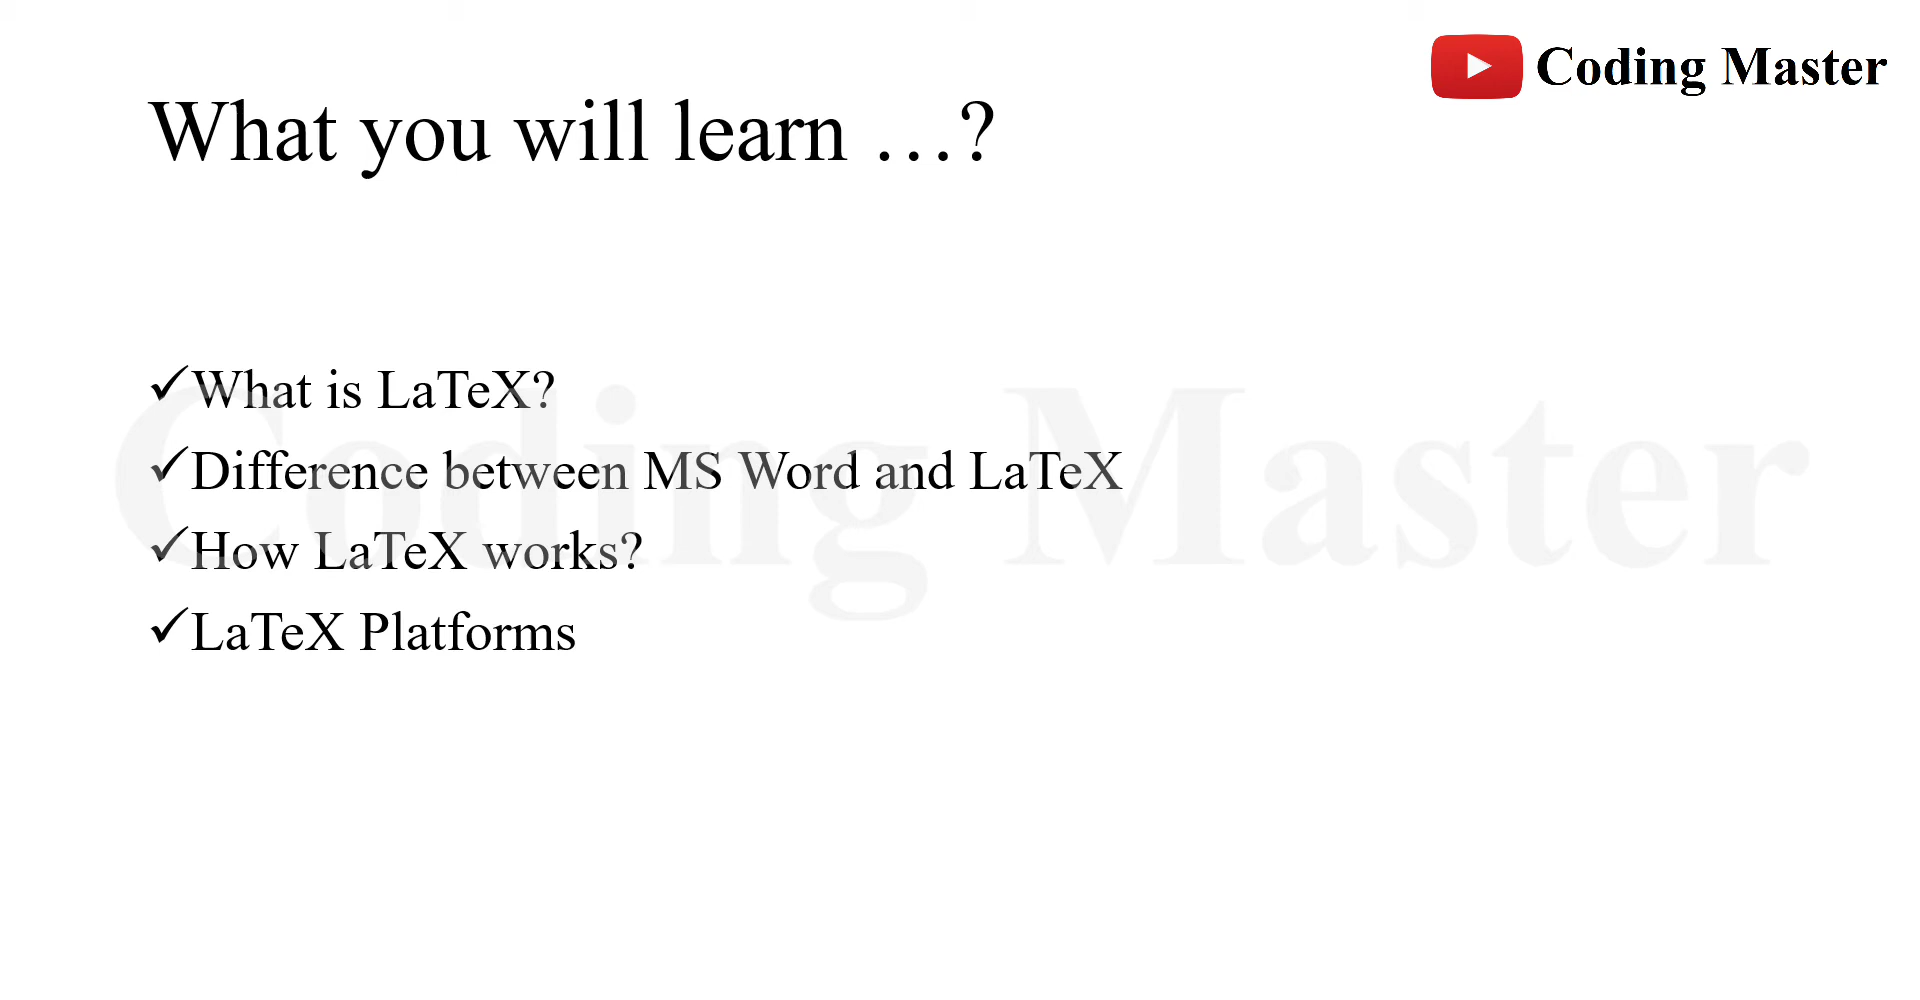 Coding Master
What you will learn …?
✓What is LaTeX?
✓Difference between MS Word and LaTeX
✓How LaTeX works?
✓LaTeX Platforms
Coding Master